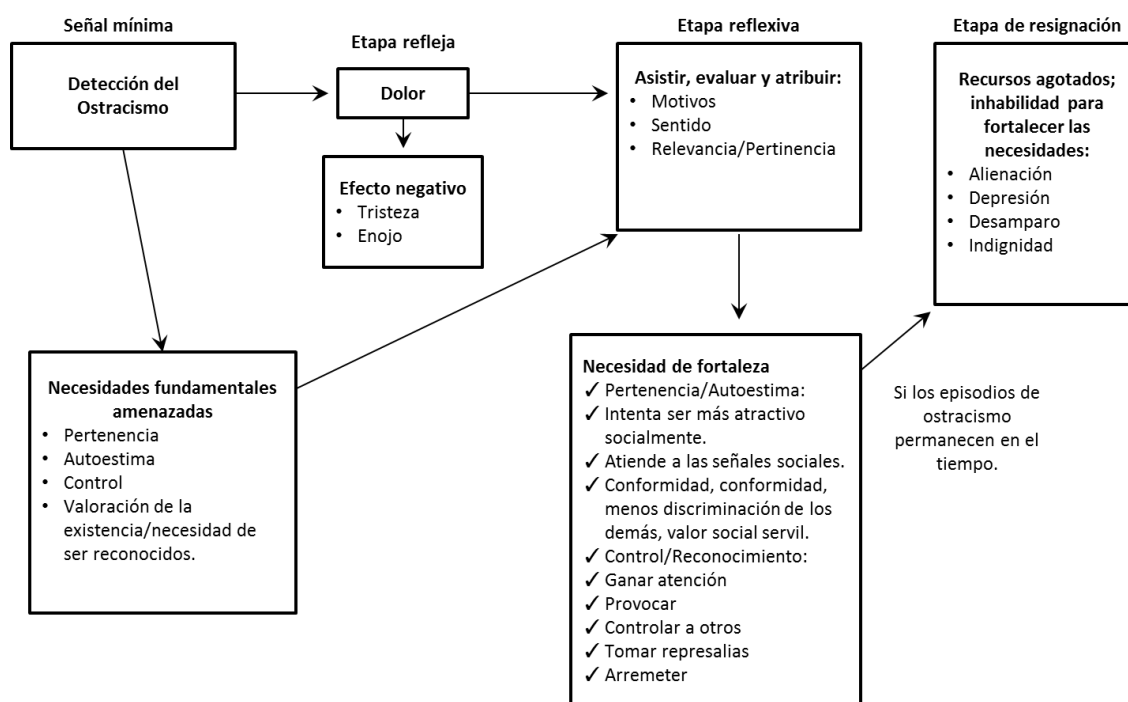 Señal mínima
Detección del
Ostracismo
Etapa refleja
Dolor
Efecto negativo
• Tristeza
• Enojo
Etapa reflexiva
Asistir, evaluar y atribuir:
• Motivos
• Sentido
• Relevancia/Pertinencia
Etapa de resignación
Recursos agotados;
inhabilidad para
fortalecer las
necesidades:
• Alienación
• Depresión
• Desamparo
• Indignidad
Necesidades fundamentales
amenazadas
• Pertenencia
• Autoestima
• Control
• Valoración de la
existencia/necesidad de
ser reconocidos.
Necesidad de fortaleza
✓ Pertenencia/Autoestima:
✓ Intenta ser más atractivo
socialmente.
✓ Atiende a las señales sociales.
✓ Conformidad, conformidad,
menos discriminación de los
demás, valor social servil.
✓ Control/Reconocimiento:
✓ Ganar atención
✓ Provocar
✓ Controlar a otros
✓ Tomar represalias
✓ Arremeter
Si los episodios de
ostracismo
permanecen en el
tiempo.